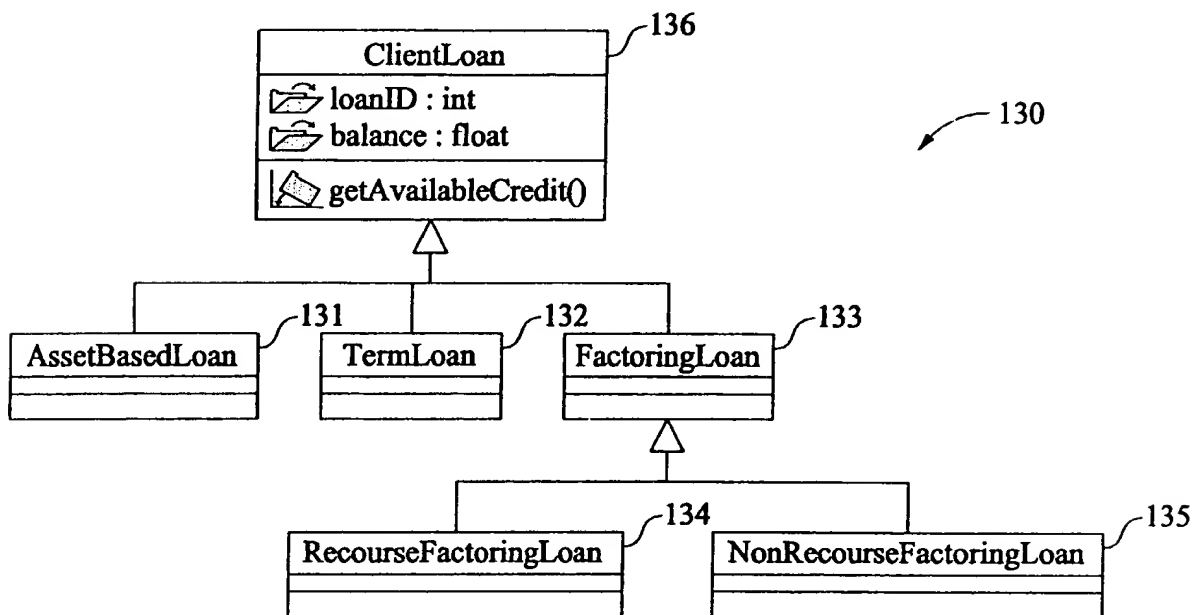 136
ClientLoan
loanID : int
balance : float
getAvailableCredit()
130
131
132
133
AssetBasedLoan
TermLoan
FactoringLoan
134
135
RecourseFactoringLoan
NonRecourseFactoringLoan